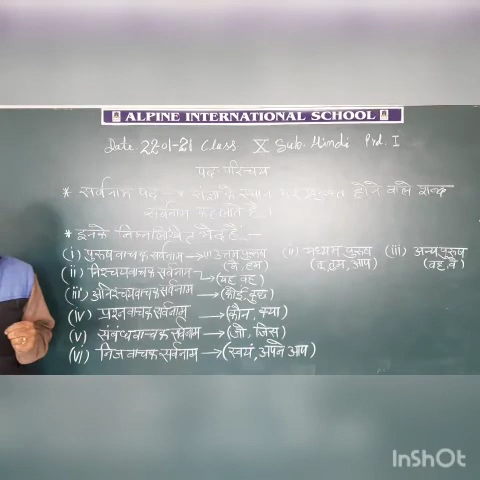 ALPINE INTERNATIONAL SCHOOL
Date 22-01-21 Class X Sub. Hindi Prd. I
पद परिचय
* सर्वनाम पद → संज्ञा के स्थान पर प्रयुक्त होने वाले शब्द
सर्वनाम कहलाते हैं।
* इनके निम्नलिखित भेद हैं :-
(i) पुरुषवाचक सर्वनाम → (i) उत्तम पुरुष (ii) मध्यम पुरुष (iii) अन्य पुरुष
(मैं, हम) (तू, तुम, आप) (वह, वे)
(ii) निश्चयवाचक सर्वनाम → (यह, वह)
(iii) अनिश्चयवाचक सर्वनाम → (कोई, कुछ)
(iv) प्रश्नवाचक सर्वनाम → (कौन, क्या)
(v) संबंधवाचक सर्वनाम → (जो, जिस)
(vi) निजवाचक सर्वनाम → (स्वयं, अपने आप)
InShOt